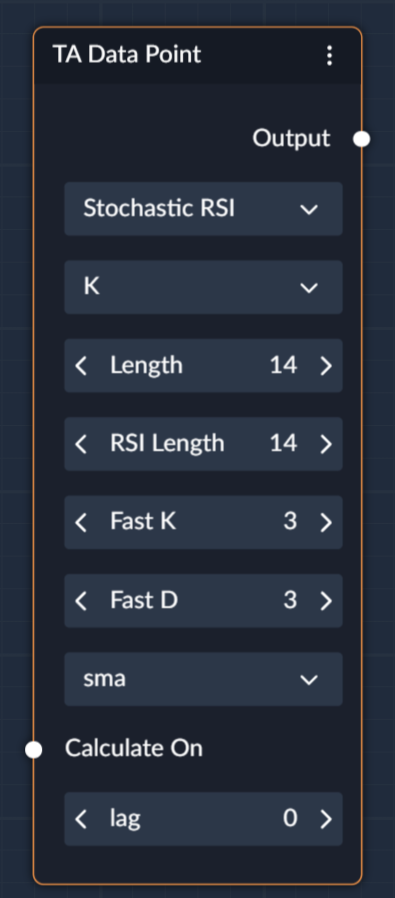 TA Data Point
Output
Stochastic RSI
K
Length 14
RSI Length 14
Fast K 3
Fast D 3
sma
Calculate On
lag 0